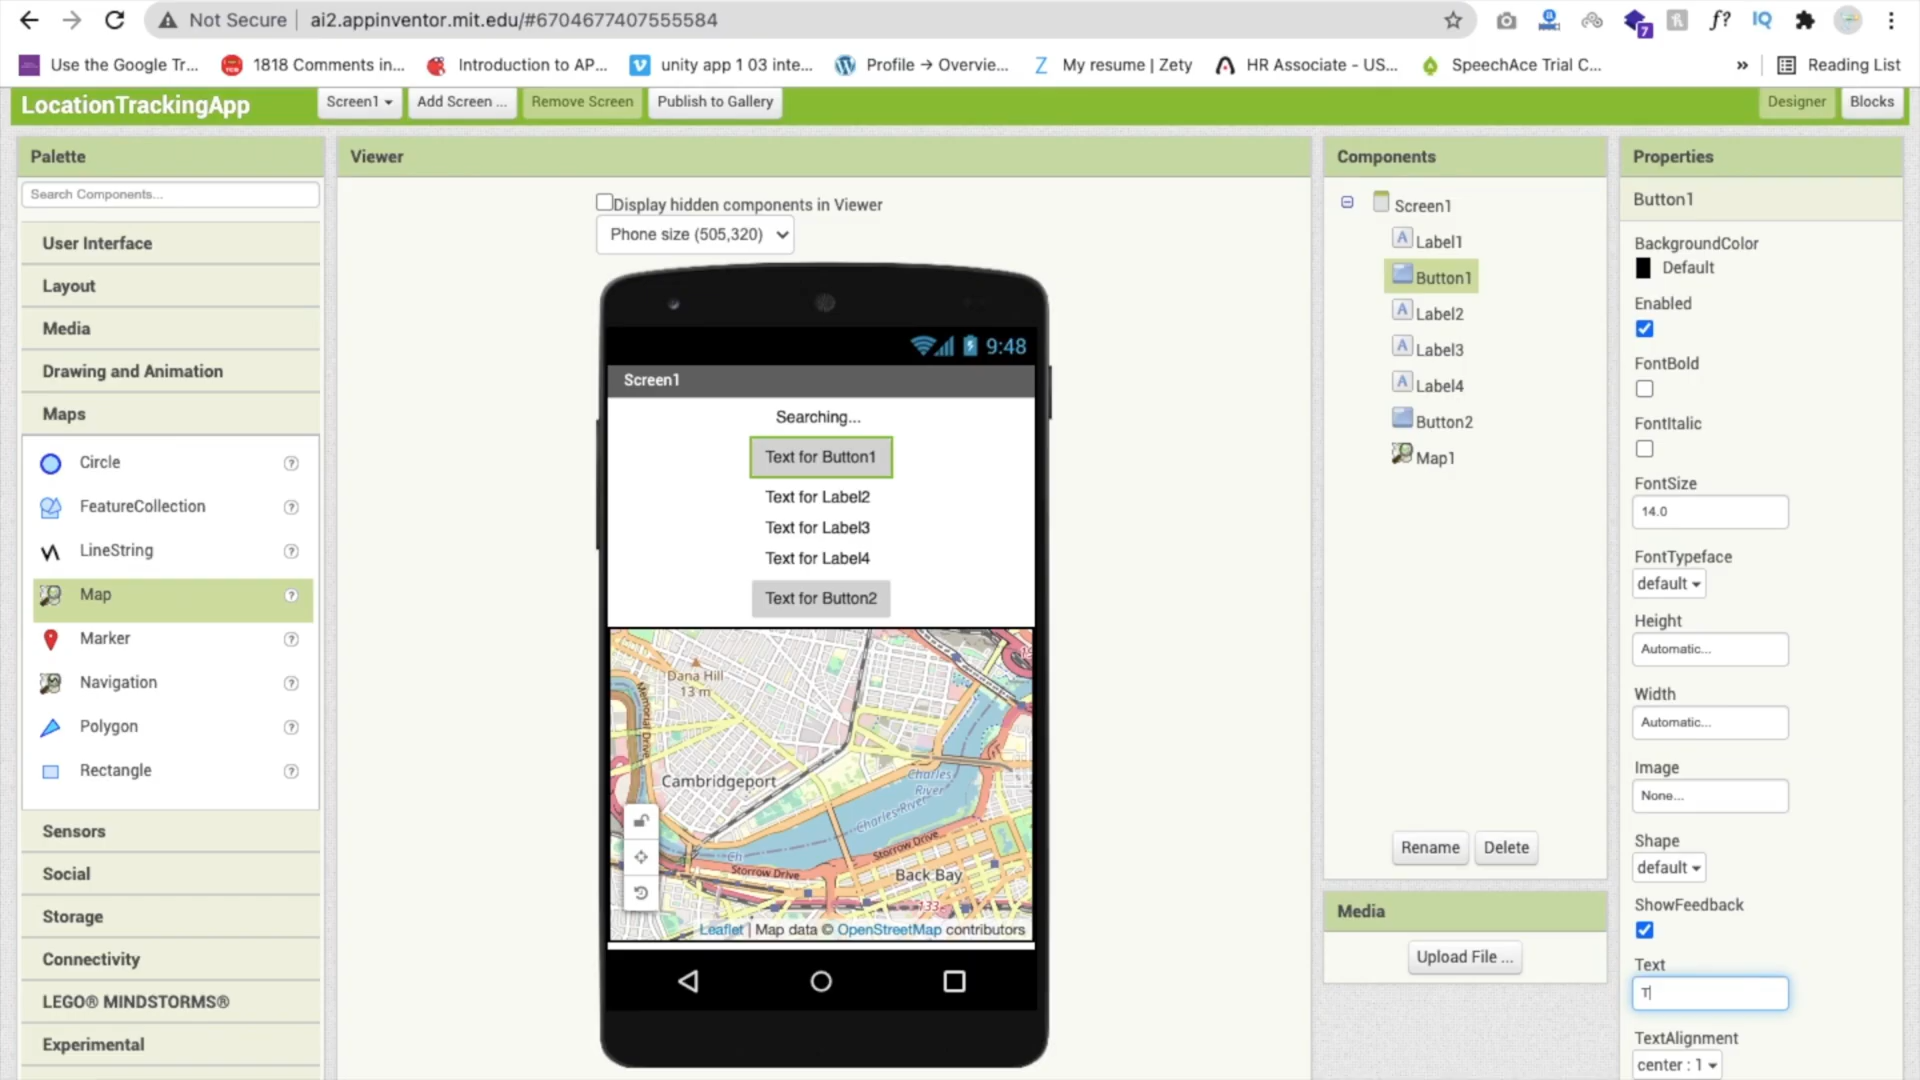 Not Secure
ai2.appinventor.mit.edu/#6704677407555584
7
f?
IQ
Use the Google Tr...
1818 Comments in...
Introduction to AP...
unity app 1 03 inte...
Profile → Overvie...
My resume | Zety
HR Associate - US...
SpeechAce Trial C...
»
Reading List
LocationTrackingApp
Screen1
Add Screen ...
Remove Screen
Publish to Gallery
Designer
Blocks
Palette
Search Components...
User Interface
Layout
Media
Drawing and Animation
Maps
Circle
FeatureCollection
LineString
Map
Marker
Navigation
Polygon
Rectangle
Sensors
Social
Storage
Connectivity
LEGO® MINDSTORMS®
Experimental
Viewer
Display hidden components in Viewer
Phone size (505,320)
9:48
Screen1
Searching...
Text for Button1
Text for Label2
Text for Label3
Text for Label4
Text for Button2
Dana Hill
13 m
Memorial Drive
Cambridgeport
Charles
River
Charles River
Ch
Storrow Drive
Storrow Drive
Back Bay
133
Leaflet | Map data © OpenStreetMap contributors
Components
Screen1
Label1
Button1
Label2
Label3
Label4
Button2
Map1
Rename
Delete
Media
Upload File ...
Properties
Button1
BackgroundColor
Default
Enabled
FontBold
FontItalic
FontSize
14.0
FontTypeface
default
Height
Automatic...
Width
Automatic...
Image
None...
Shape
default
ShowFeedback
Text
T
TextAlignment
center : 1